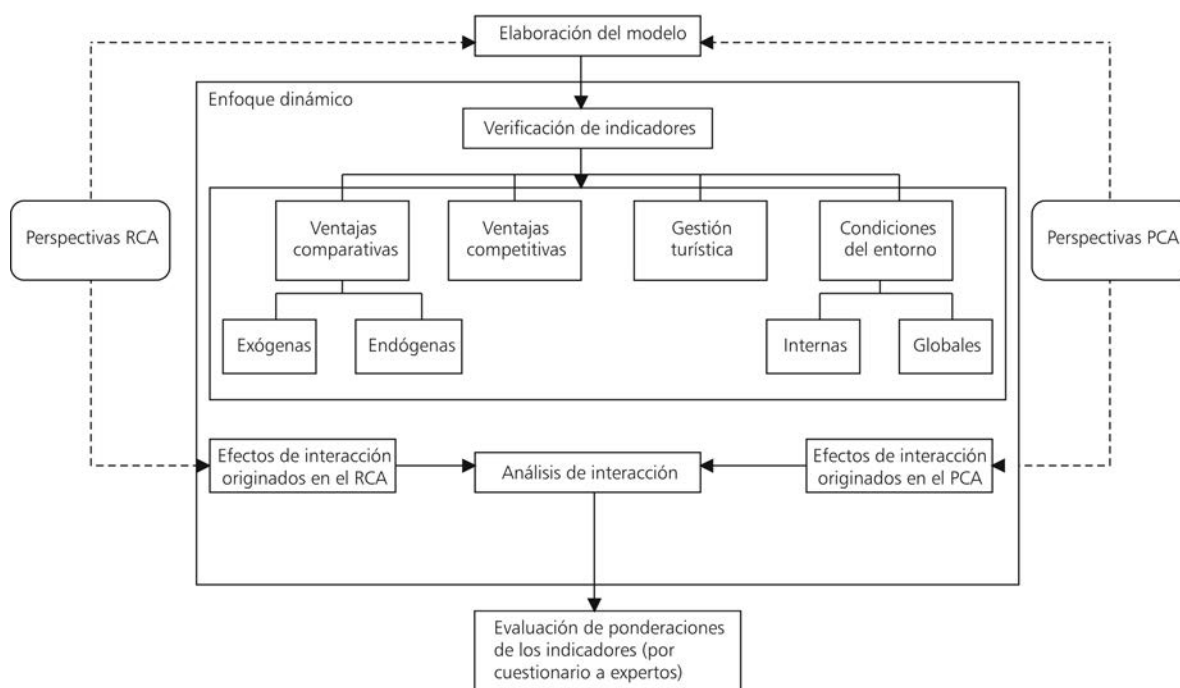 Elaboración del modelo
Enfoque dinámico
Verificación de indicadores
Ventajas
comparativas
Ventajas
competitivas
Gestión
turística
Condiciones
del entorno
Perspectivas RCA
Perspectivas PCA
Exógenas
Endógenas
Internas
Globales
Efectos de interacción
originados en el RCA
Análisis de interacción
Efectos de interacción
originados en el PCA
Evaluación de ponderaciones
de los indicadores (por
cuestionario a expertos)